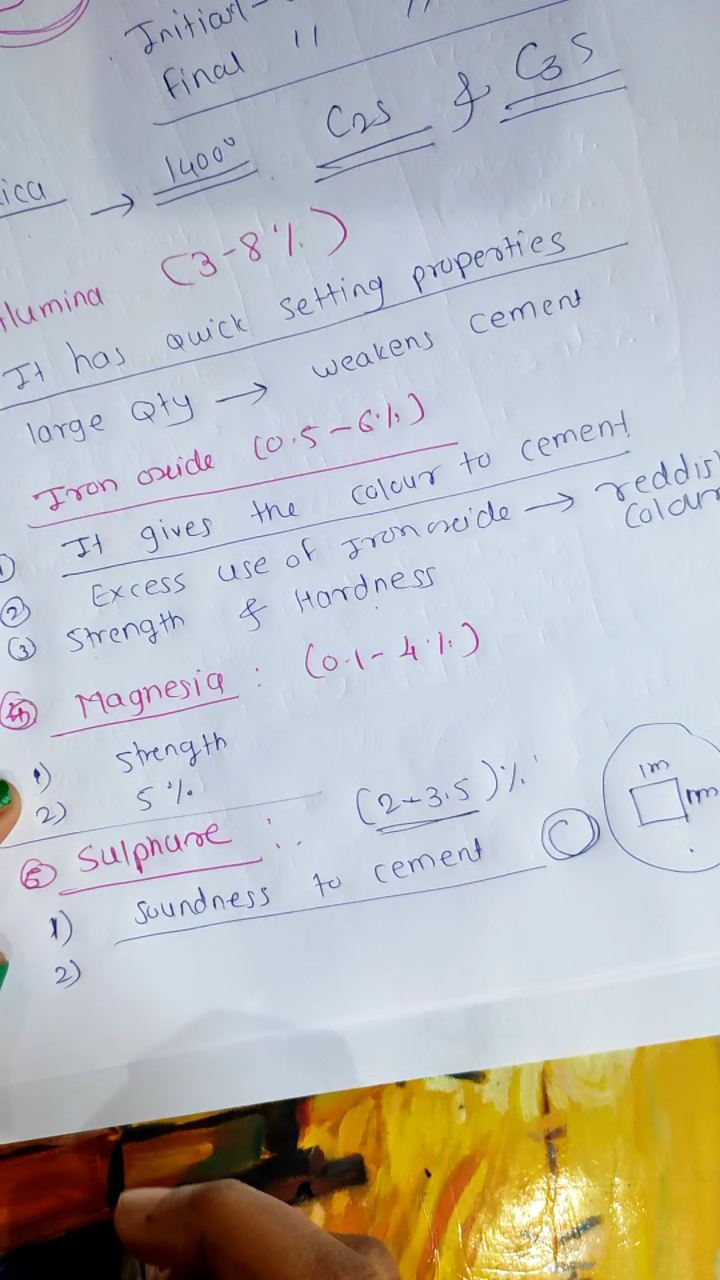 Initial-
Final " "
ica → 1400° C2S & C3S
Alumina (3-8%)
It has quick setting properties
large Qty → weakens cement
Iron oxide (0.5-6%)
① It gives the colour to cement
② Excess use of Iron oxide → reddish colour
③ Strength & Hardness
Magnesia : (0.1-4%)
1) Strength
2) 5%
⑤ Sulphure : (2-3.5)%
1) Soundness to cement
2)
1m
1m